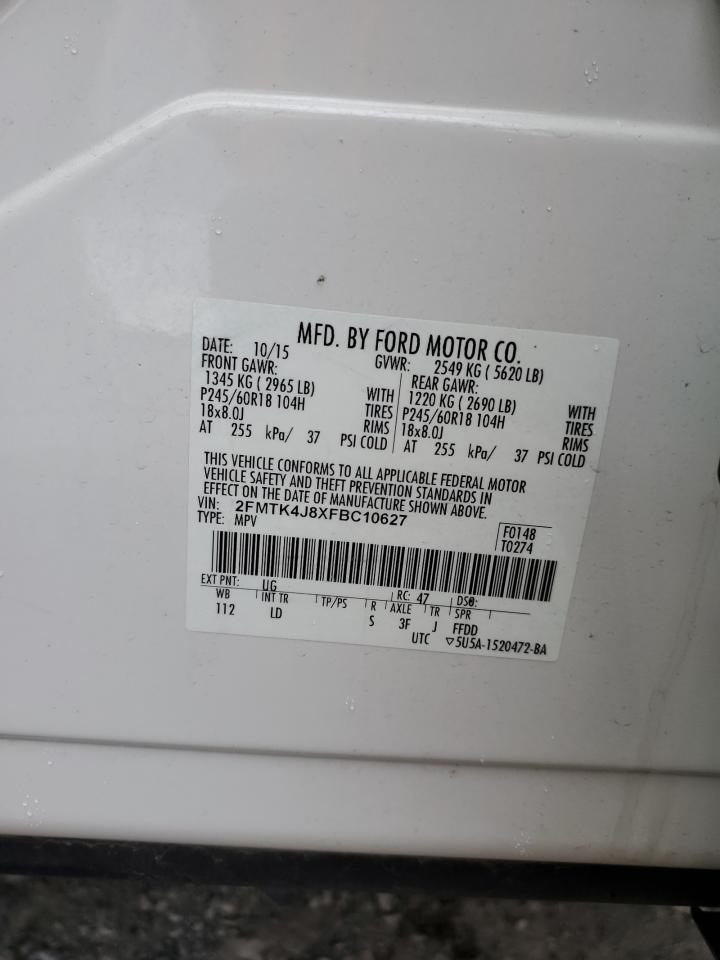 MFD. BY FORD MOTOR CO.
DATE: 10/15 GVWR: 2549 KG ( 5620 LB)
FRONT GAWR: REAR GAWR:
1345 KG ( 2965 LB) WITH 1220 KG ( 2690 LB) WITH
P245/60R18 104H TIRES P245/60R18 104H TIRES
18x8.0J RIMS 18x8.0J RIMS
AT 255 kPa/ 37 PSI COLD AT 255 kPa/ 37 PSI COLD
THIS VEHICLE CONFORMS TO ALL APPLICABLE FEDERAL MOTOR
VEHICLE SAFETY AND THEFT PREVENTION STANDARDS IN
EFFECT ON THE DATE OF MANUFACTURE SHOWN ABOVE.
VIN: 2FMTK4J8XFBC10627
TYPE: MPV
F0148
T0274
EXT PNT: UG RC: 47 DSO:
WB INT TR TP/PS R AXLE TR SPR
112 LD S 3F J FFDD
UTC ▽5U5A-1520472-BA